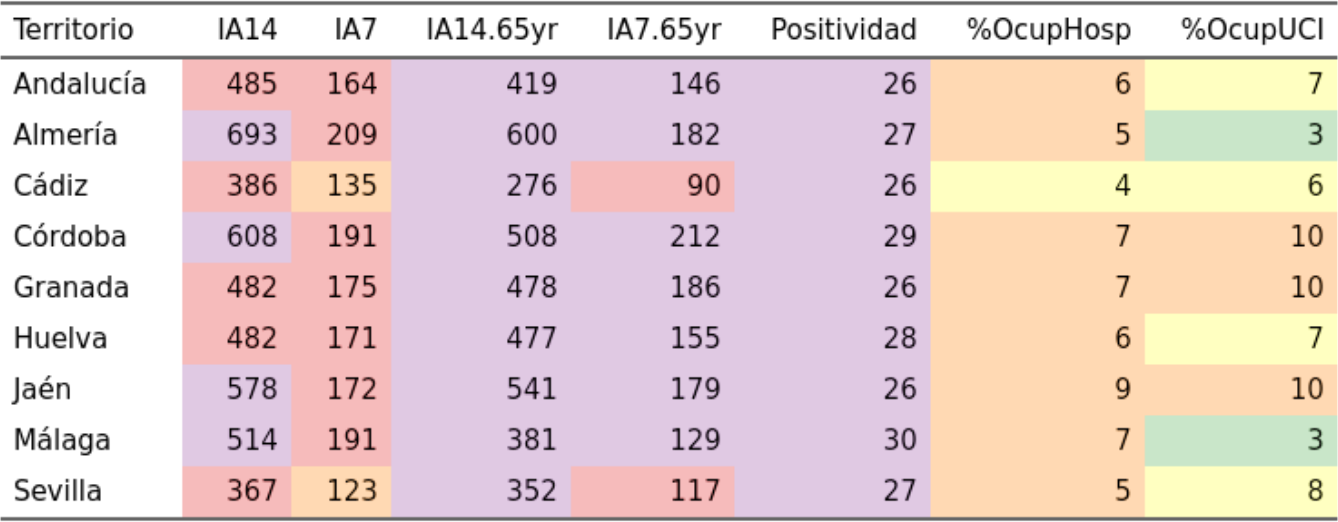 Territorio IA14 IA7 IA14.65yr IA7.65yr Positividad %OcupHosp %OcupUCI
Andalucía 485 164 419 146 26 6 7
Almería 693 209 600 182 27 5 3
Cádiz 386 135 276 90 26 4 6
Córdoba 608 191 508 212 29 7 10
Granada 482 175 478 186 26 7 10
Huelva 482 171 477 155 28 6 7
Jaén 578 172 541 179 26 9 10
Málaga 514 191 381 129 30 7 3
Sevilla 367 123 352 117 27 5 8